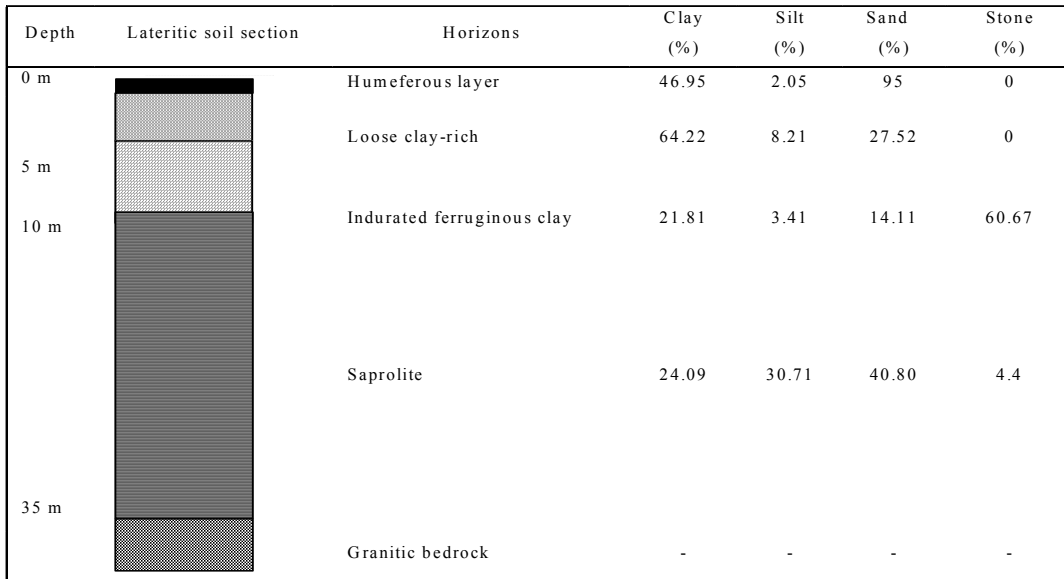 Depth Lateritic soil section Horizons Clay (%) Silt (%) Sand (%) Stone (%)
0 m Humeferous layer 46.95 2.05 95 0
Loose clay-rich 64.22 8.21 27.52 0
5 m
10 m Indurated ferruginous clay 21.81 3.41 14.11 60.67
Saprolite 24.09 30.71 40.80 4.4
35 m
Granitic bedrock - - - -